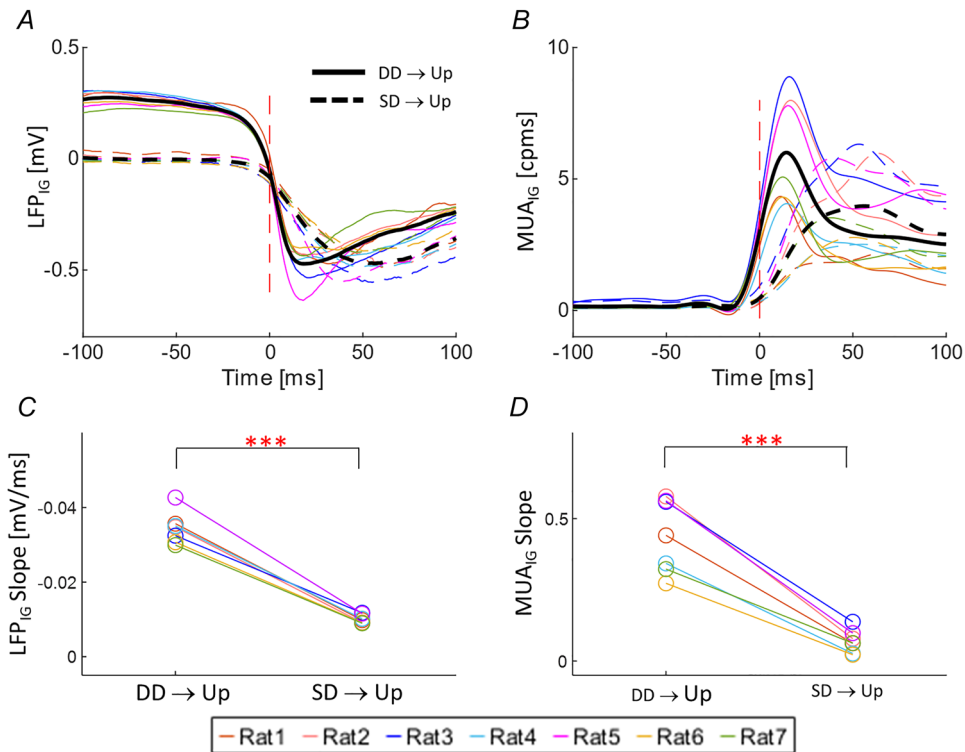 A
B
0.5
0
-0.5
LFP_IG [mV]
DD → Up
SD → Up
-100
-50
0
50
100
Time [ms]
10
5
0
MUA_IG [cpms]
-100
-50
0
50
100
Time [ms]
C
D
***
-0.04
-0.02
0
LFP_IG Slope [mV/ms]
DD → Up
SD → Up
***
0.5
0
MUA_IG Slope
DD → Up
SD → Up
Rat1 Rat2 Rat3 Rat4 Rat5 Rat6 Rat7